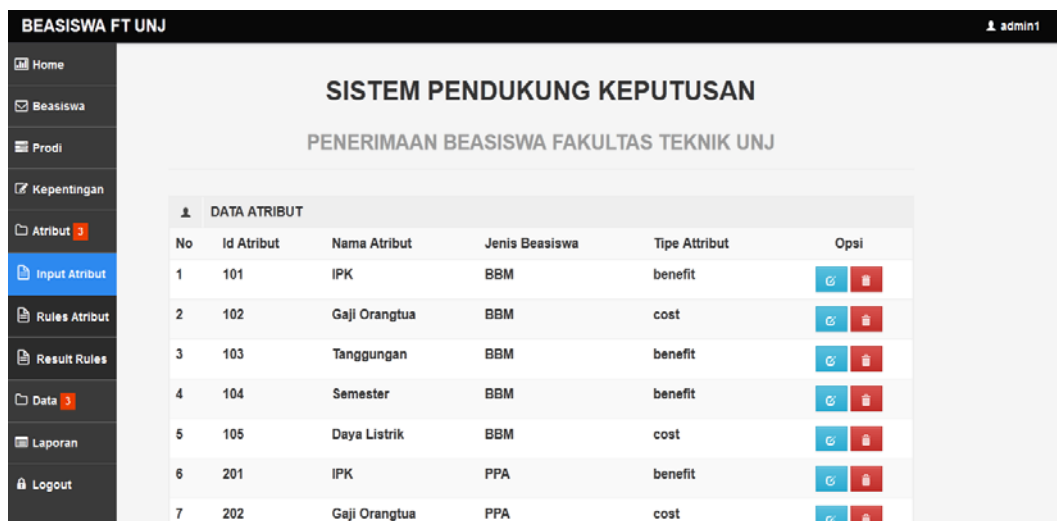 BEASISWA FT UNJ
admin1
Home
Beasiswa
Prodi
Kepentingan
Atribut 3
Input Atribut
Rules Atribut
Result Rules
Data 3
Laporan
Logout
SISTEM PENDUKUNG KEPUTUSAN
PENERIMAAN BEASISWA FAKULTAS TEKNIK UNJ
DATA ATRIBUT
No Id Atribut Nama Atribut Jenis Beasiswa Tipe Attribut Opsi
1 101 IPK BBM benefit
2 102 Gaji Orangtua BBM cost
3 103 Tanggungan BBM benefit
4 104 Semester BBM benefit
5 105 Daya Listrik BBM cost
6 201 IPK PPA benefit
7 202 Gaji Orangtua PPA cost